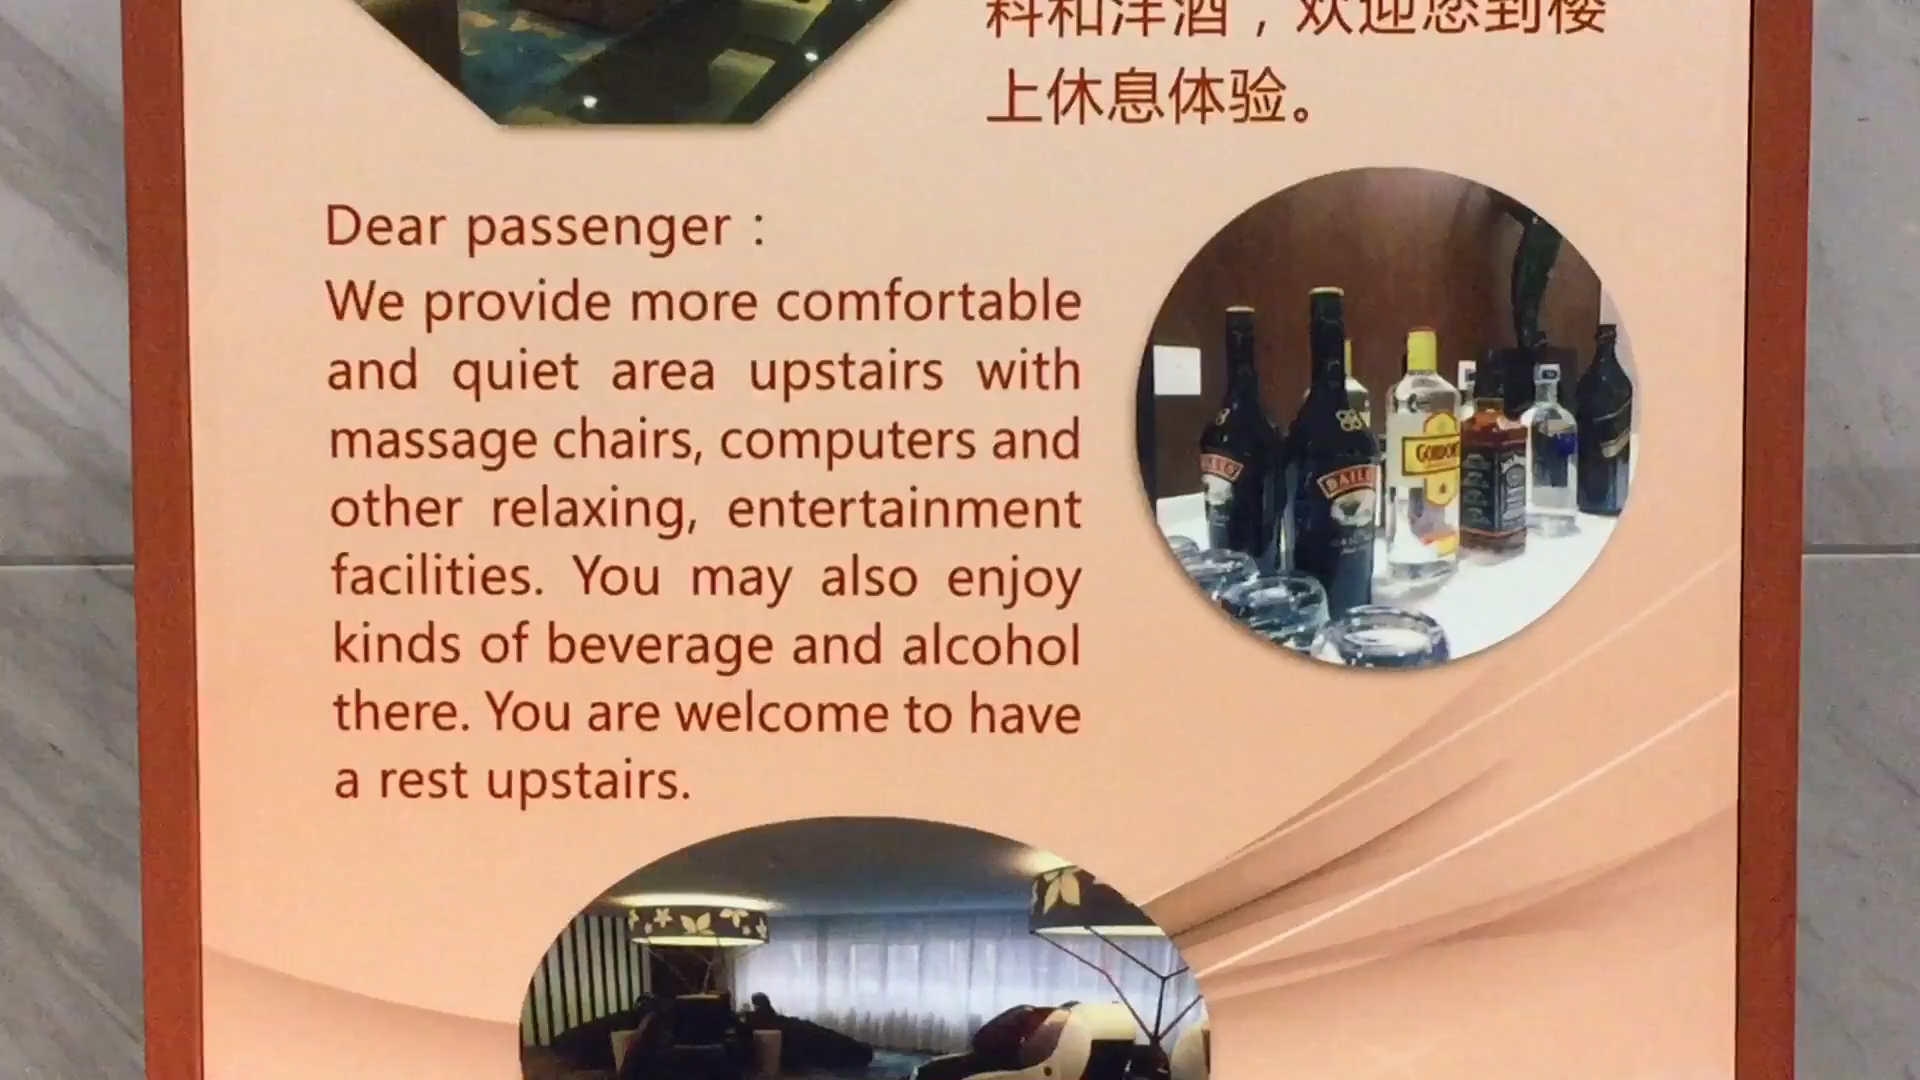 料和洋酒，欢迎您到楼
上休息体验。
Dear passenger :
We provide more comfortable
and quiet area upstairs with
massage chairs, computers and
other relaxing, entertainment
facilities. You may also enjoy
kinds of beverage and alcohol
there. You are welcome to have
a rest upstairs.